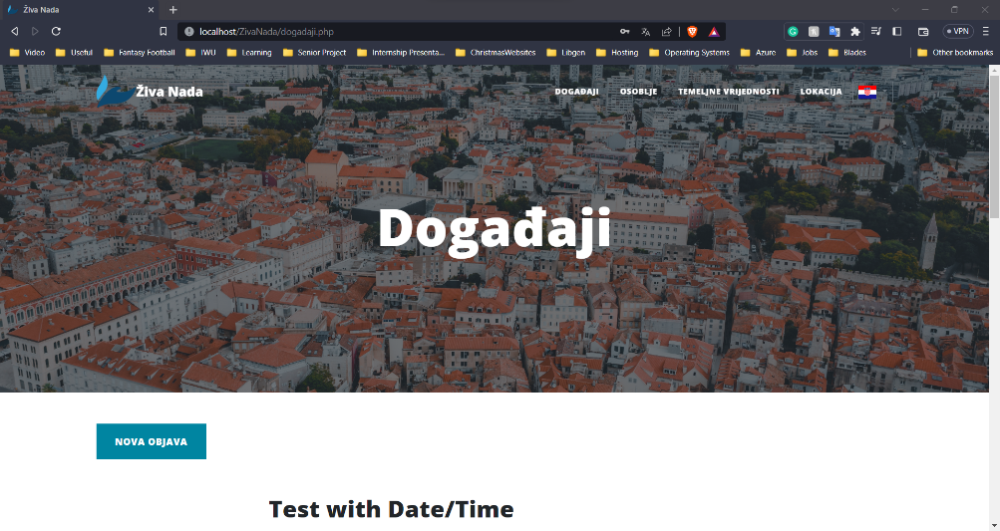 Živa Nada
localhost/ZivaNada/dogadaji.php
VPN
Video Useful Fantasy Football IWU Learning Senior Project Internship Presenta... ChristmasWebsites Libgen Hosting Operating Systems Azure Jobs Blades Other bookmarks
Živa Nada
DOGAĐAJI OSOBLJE TEMELJNE VRIJEDNOSTI LOKACIJA
Događaji
NOVA OBJAVA
Test with Date/Time